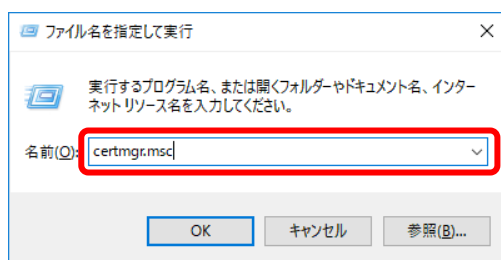 ファイル名を指定して実行
実行するプログラム名、または開くフォルダーやドキュメント名、インター
ネット リソース名を入力してください。
名前(O): certmgr.msc
OK キャンセル 参照(B)...